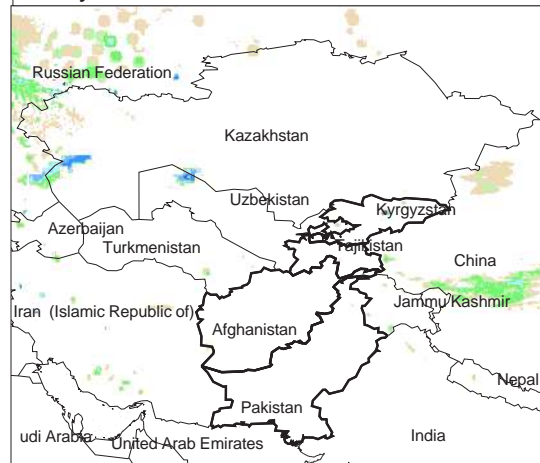 Russian Federation
Kazakhstan
Uzbekistan
Kyrgyzstan
Azerbaijan
Turkmenistan
Tajikistan
China
Iran (Islamic Republic of)
Jammu/Kashmir
Afghanistan
Nepal
Pakistan
udi Arabia
United Arab Emirates
India